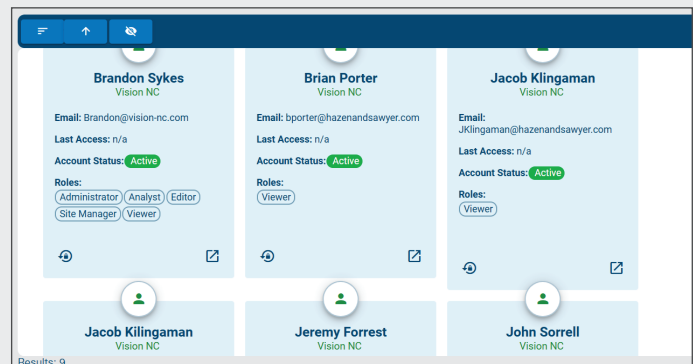 Brandon Sykes
Vision NC
Email: Brandon@vision-nc.com
Last Access: n/a
Account Status: Active
Roles:
Administrator Analyst Editor
Site Manager Viewer
Brian Porter
Vision NC
Email: bporter@hazenandsawyer.com
Last Access: n/a
Account Status: Active
Roles:
Viewer
Jacob Klingaman
Vision NC
Email:
JKlingaman@hazenandsawyer.com
Last Access: n/a
Account Status: Active
Roles:
Viewer
Jacob Kilingaman
Vision NC
Jeremy Forrest
Vision NC
John Sorrell
Vision NC
Results: 9